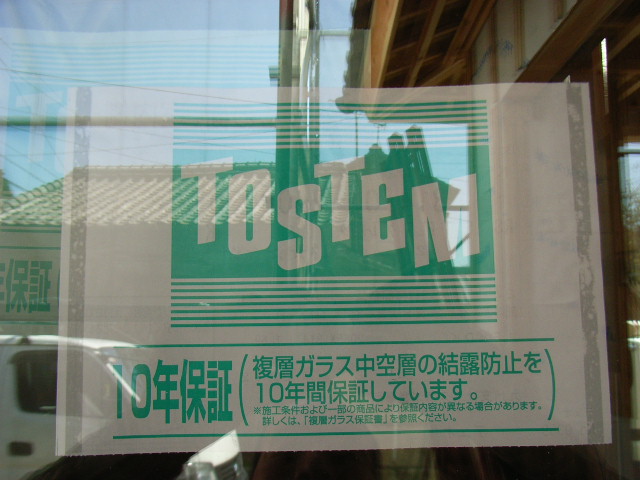 TOSTEM
10年保証
複層ガラス中空層の結露防止を
10年間保証しています。
※施工条件および一部の商品により保証内容が異なる場合があります。
詳しくは、「複層ガラス保証書」を参照ください。
年保証